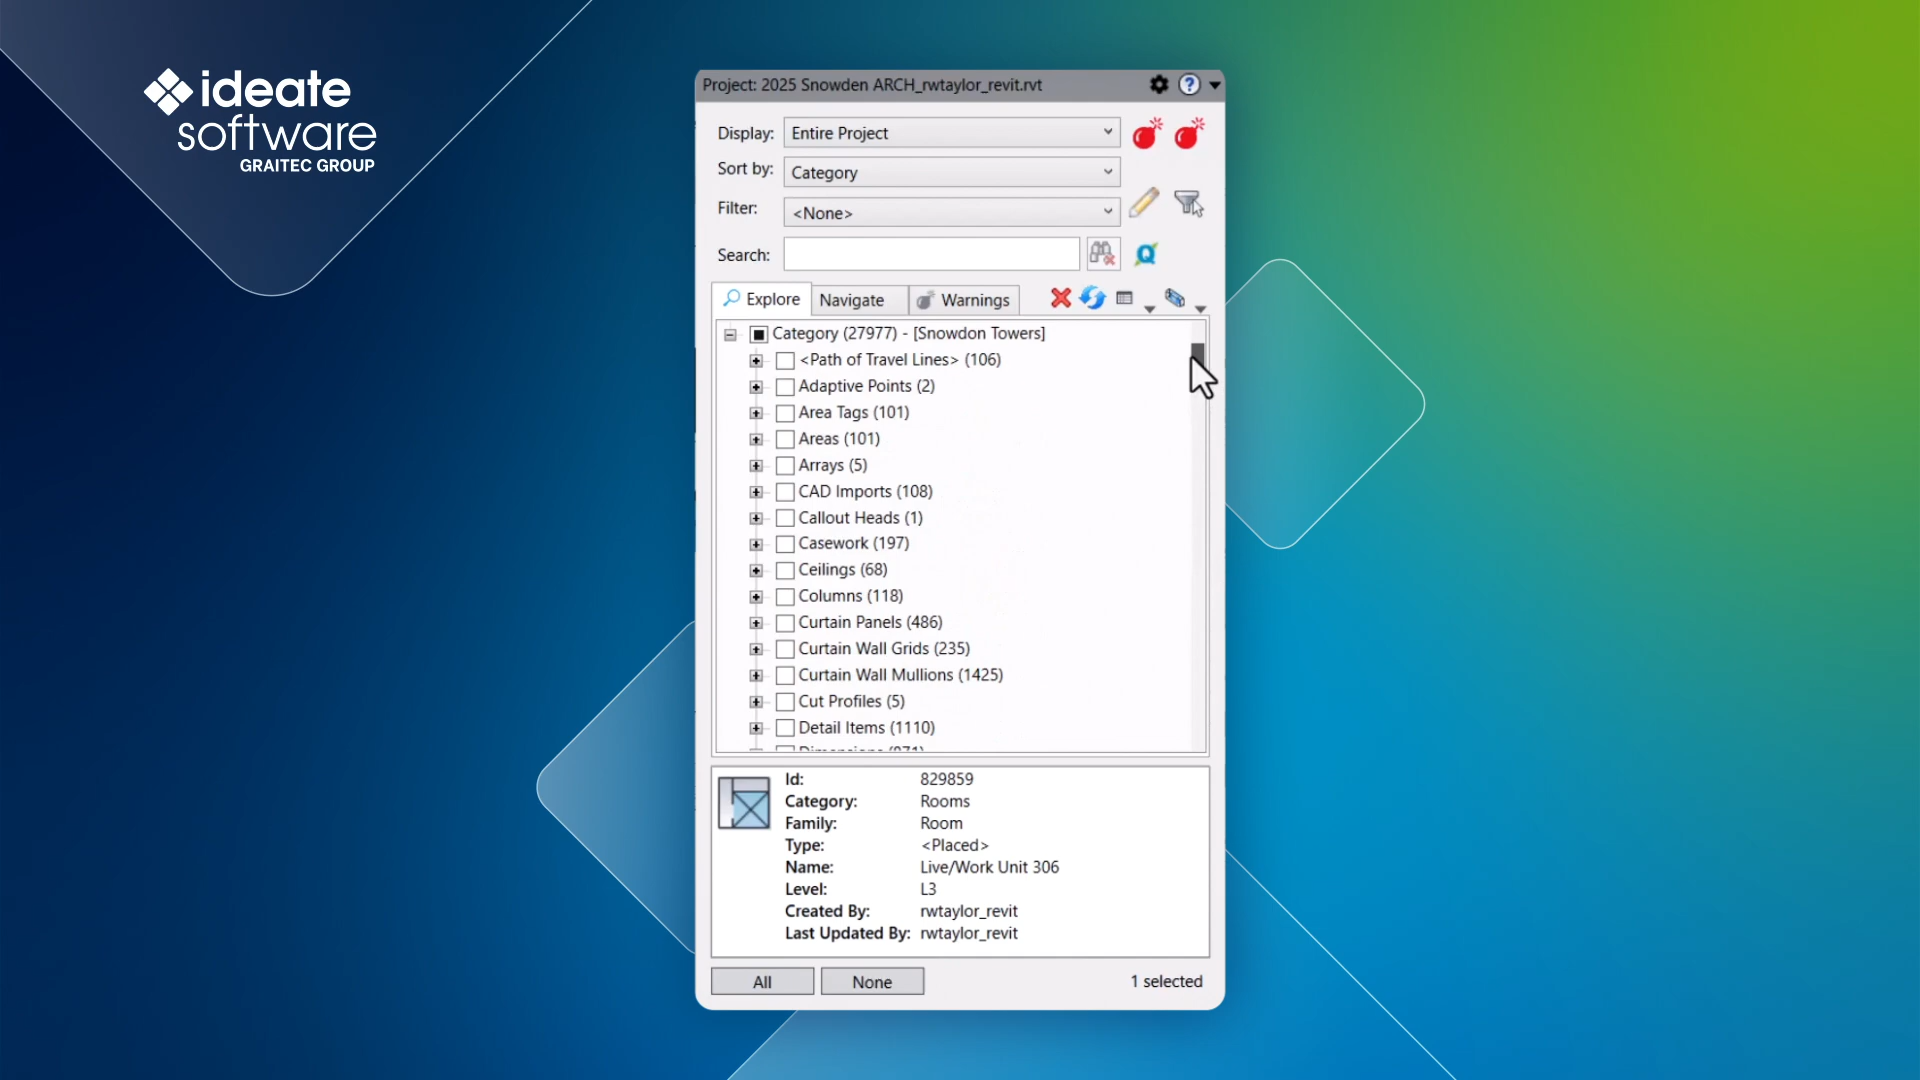 ideate
software
GRAITEC GROUP
Project: 2025 Snowden ARCH_rwtaylor_revit.rvt
Display: Entire Project
Sort by: Category
Filter: <None>
Search:
Explore Navigate Warnings
Category (27977) - [Snowdon Towers]
<Path of Travel Lines> (106)
Adaptive Points (2)
Area Tags (101)
Areas (101)
Arrays (5)
CAD Imports (108)
Callout Heads (1)
Casework (197)
Ceilings (68)
Columns (118)
Curtain Panels (486)
Curtain Wall Grids (235)
Curtain Wall Mullions (1425)
Cut Profiles (5)
Detail Items (1110)
Dimensions (871)
Id: 829859
Category: Rooms
Family: Room
Type: <Placed>
Name: Live/Work Unit 306
Level: L3
Created By: rwtaylor_revit
Last Updated By: rwtaylor_revit
All None 1 selected